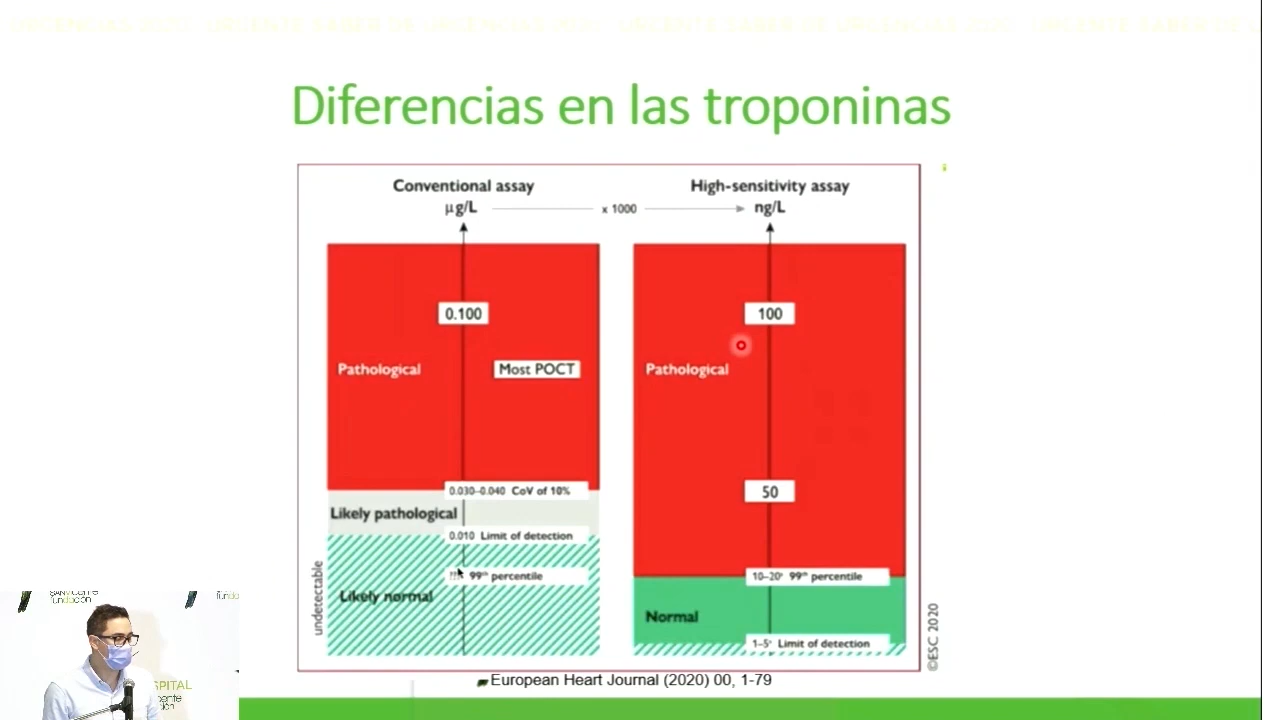 Diferencias en las troponinas
Conventional assay
µg/L
x 1000
High-sensitivity assay
ng/L
0.100
Pathological
Most POCT
0.030–0.040 CoV of 10%
Likely pathological
0.010 Limit of detection
99th percentile
Likely normal
undetectable
100
Pathological
50
10–20 99th percentile
Normal
1–5 Limit of detection
©ESC 2020
European Heart Journal (2020) 00, 1-79